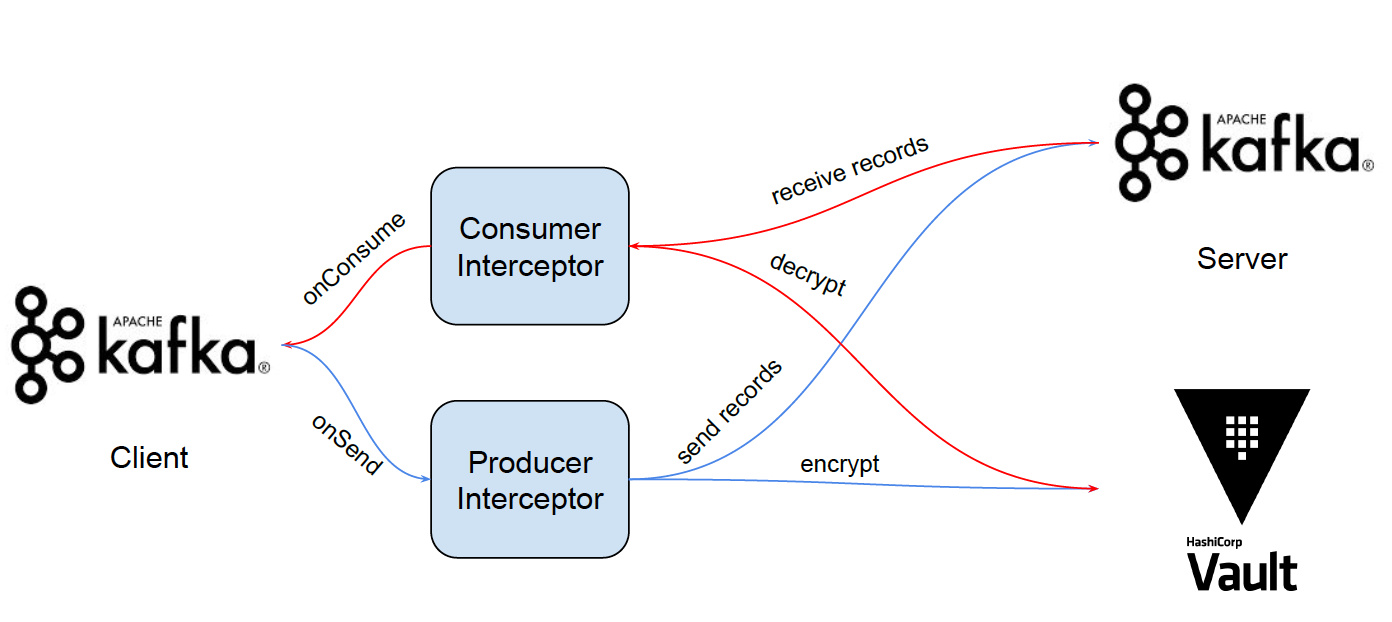 APACHE
kafka®
Client
onConsume
onSend
Consumer
Interceptor
Producer
Interceptor
receive records
decrypt
send records
encrypt
APACHE
kafka®
Server
HashiCorp
Vault